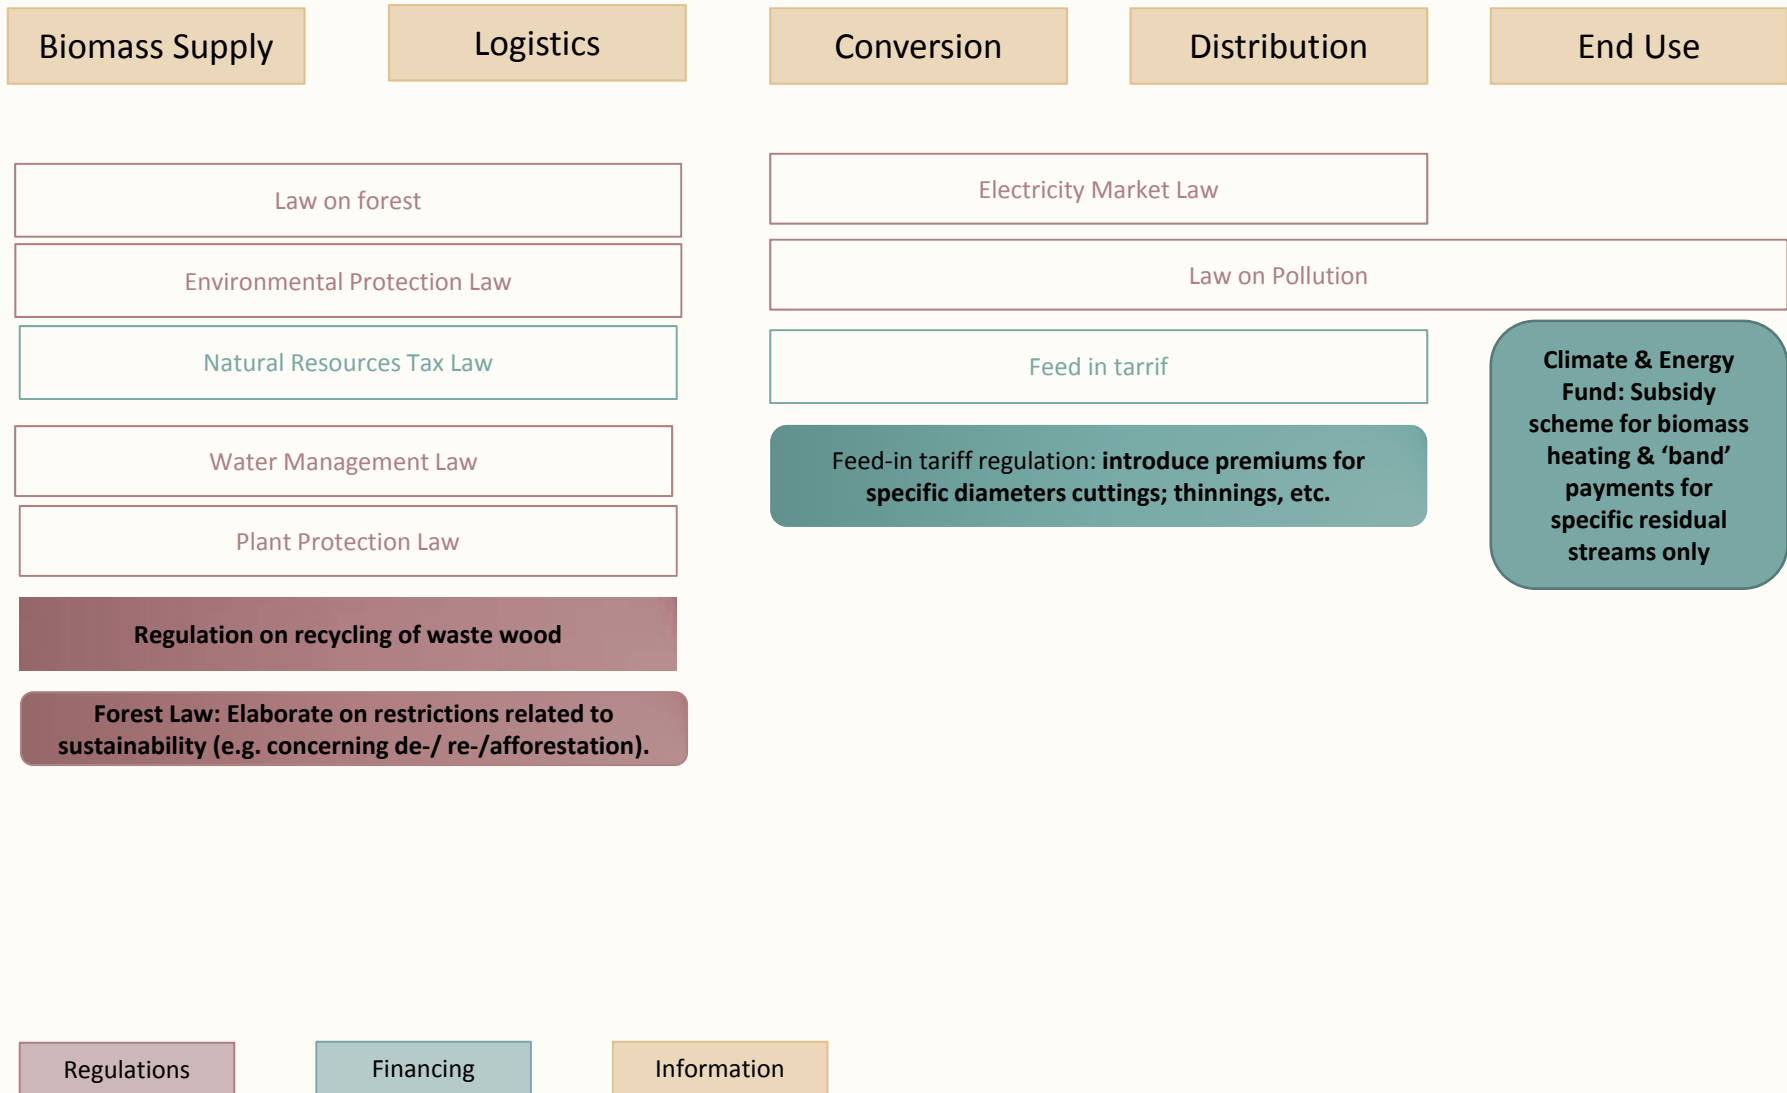 Biomass Supply
Logistics
Conversion
Distribution
End Use
Law on forest
Environmental Protection Law
Natural Resources Tax Law
Water Management Law
Plant Protection Law
Regulation on recycling of waste wood
Forest Law: Elaborate on restrictions related to
sustainability (e.g. concerning de-/ re-/afforestation).
Electricity Market Law
Law on Pollution
Feed in tarrif
Feed-in tariff regulation: introduce premiums for
specific diameters cuttings; thinnings, etc.
Climate & Energy
Fund: Subsidy
scheme for biomass
heating & ‘band’
payments for
specific residual
streams only
Regulations
Financing
Information